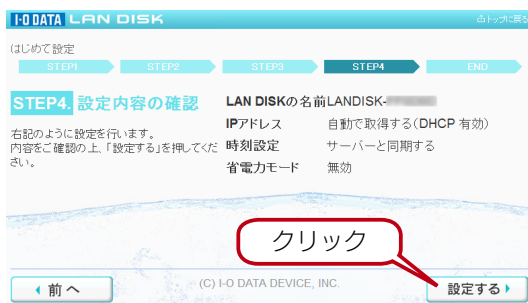 I-O DATA LAN DISK
トップに戻る
はじめて設定
STEP1 STEP2 STEP3 STEP4 END
STEP4. 設定内容の確認
右記のように設定を行います。
内容をご確認の上、「設定する」を押してくだ
さい。
LAN DISKの名前 LANDISK-
IPアドレス 自動で取得する(DHCP 有効)
時刻設定 サーバーと同期する
省電力モード 無効
クリック
前へ
(C) I-O DATA DEVICE, INC.
設定する